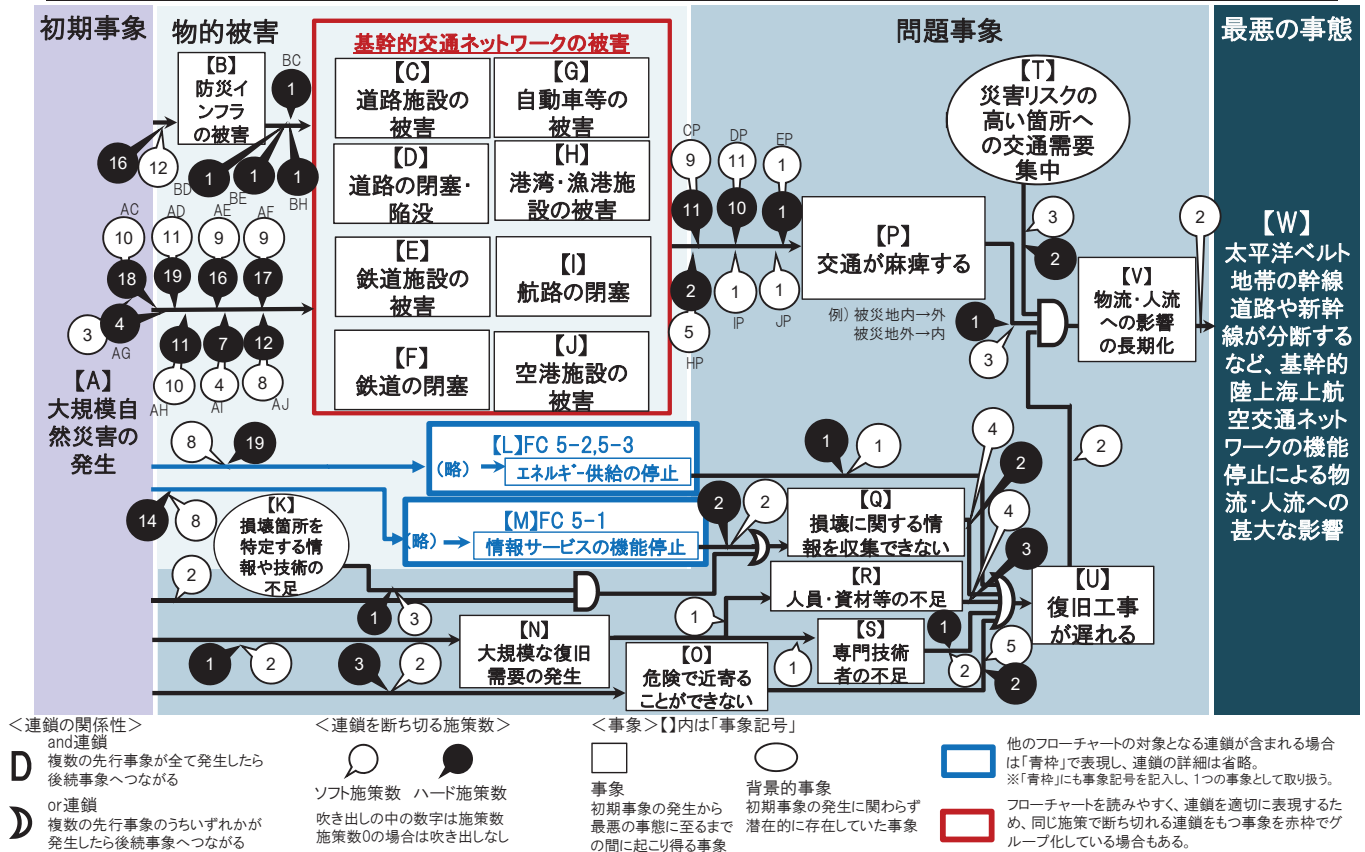 初期事象
物的被害
問題事象
最悪の事態
基幹的交通ネットワークの被害
【A】
大規模自
然災害の
発生
【B】
防災イ
ンフラ
の被害
16
12
BC
1
1
BD
1
BE
1
BH
AC
10
18
AD
11
19
AE
9
16
AF
9
17
3
4
AG
11
10
AH
7
4
AI
12
8
AJ
【C】
道路施設の
被害
【D】
道路の閉塞・
陥没
【E】
鉄道施設の
被害
【F】
鉄道の閉塞
【G】
自動車等の
被害
【H】
港湾・漁港施
設の被害
【I】
航路の閉塞
【J】
空港施設の
被害
CP
9
11
DP
11
10
EP
1
1
2
5
HP
1
IP
1
JP
【P】
交通が麻痺する
例）被災地内→外
被災地外→内
【T】
災害リスクの
高い箇所へ
の交通需要
集中
3
2
1
3
【V】
物流・人流
への影響
の長期化
2
【W】
太平洋ベルト
地帯の幹線
道路や新幹
線が分断する
など、基幹的
陸上海上航
空交通ネット
ワークの機能
停止による物
流・人流への
甚大な影響
8
19
【L】FC 5-2,5-3
（略）
エネルギー供給の停止
14
8
【M】FC 5-1
（略）
情報サービスの機能停止
【K】
損壊箇所を
特定する情
報や技術の
不足
2
1
3
2
2
1
1
【Q】
損壊に関する情
報を収集できない
4
2
4
3
【R】
人員・資材等の不足
1
【N】
大規模な復旧
需要の発生
1
2
3
2
【O】
危険で近寄る
ことができない
1
【S】
専門技術
者の不足
1
2
5
2
【U】
復旧工事
が遅れる
2
＜連鎖の関係性＞
and連鎖
複数の先行事象が全て発生したら
後続事象へつながる
or連鎖
複数の先行事象のうちいずれかが
発生したら後続事象へつながる
＜連鎖を断ち切る施策数＞
ソフト施策数 ハード施策数
吹き出しの中の数字は施策数
施策数0の場合は吹き出しなし
＜事象＞【】内は「事象記号」
事象
初期事象の発生から
最悪の事態に至るまで
の間に起こり得る事象
背景的事象
初期事象の発生に関わらず
潜在的に存在していた事象
他のフローチャートの対象となる連鎖が含まれる場合
は「青枠」で表現し、連鎖の詳細は省略。
※「青枠」にも事象記号を記入し、1つの事象として取り扱う。
フローチャートを読みやすく、連鎖を適切に表現するた
め、同じ施策で断ち切れる連鎖をもつ事象を赤枠でグ
ループ化している場合もある。